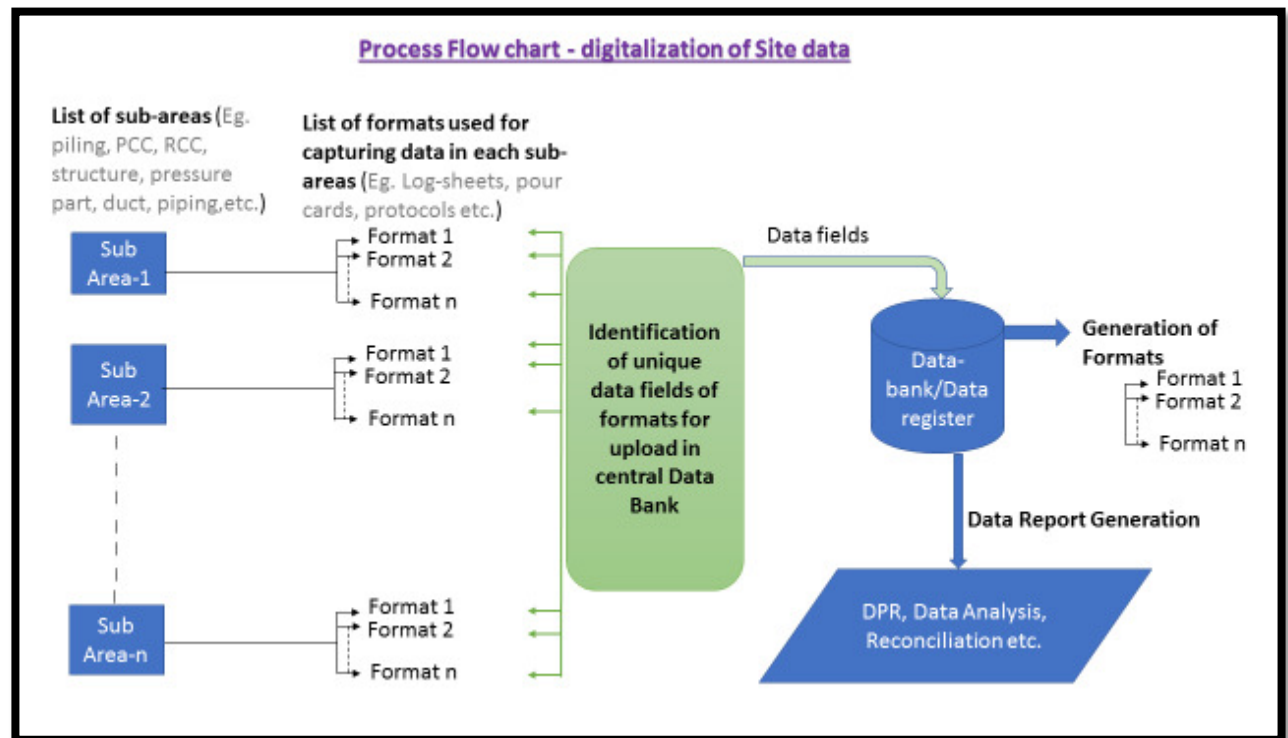 Process Flow chart - digitalization of Site data
List of sub-areas (Eg.
piling, PCC, RCC,
structure, pressure
part, duct, piping,etc.)
List of formats used for
capturing data in each sub-
areas (Eg. Log-sheets, pour
cards, protocols etc.)
Sub
Area-1
Format 1
Format 2
Format n
Sub
Area-2
Format 1
Format 2
Format n
Sub
Area-n
Format 1
Format 2
Format n
Identification
of unique
data fields of
formats for
upload in
central Data
Bank
Data fields
Data-
bank/Data
register
Generation of
Formats
Format 1
Format 2
Format n
Data Report Generation
DPR, Data Analysis,
Reconciliation etc.